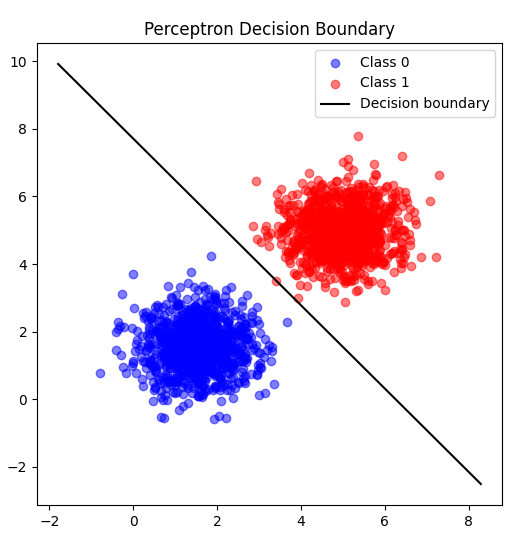 Perceptron Decision Boundary
Class 0
Class 1
Decision boundary
10
8
6
4
2
0
−2
−2 0 2 4 6 8